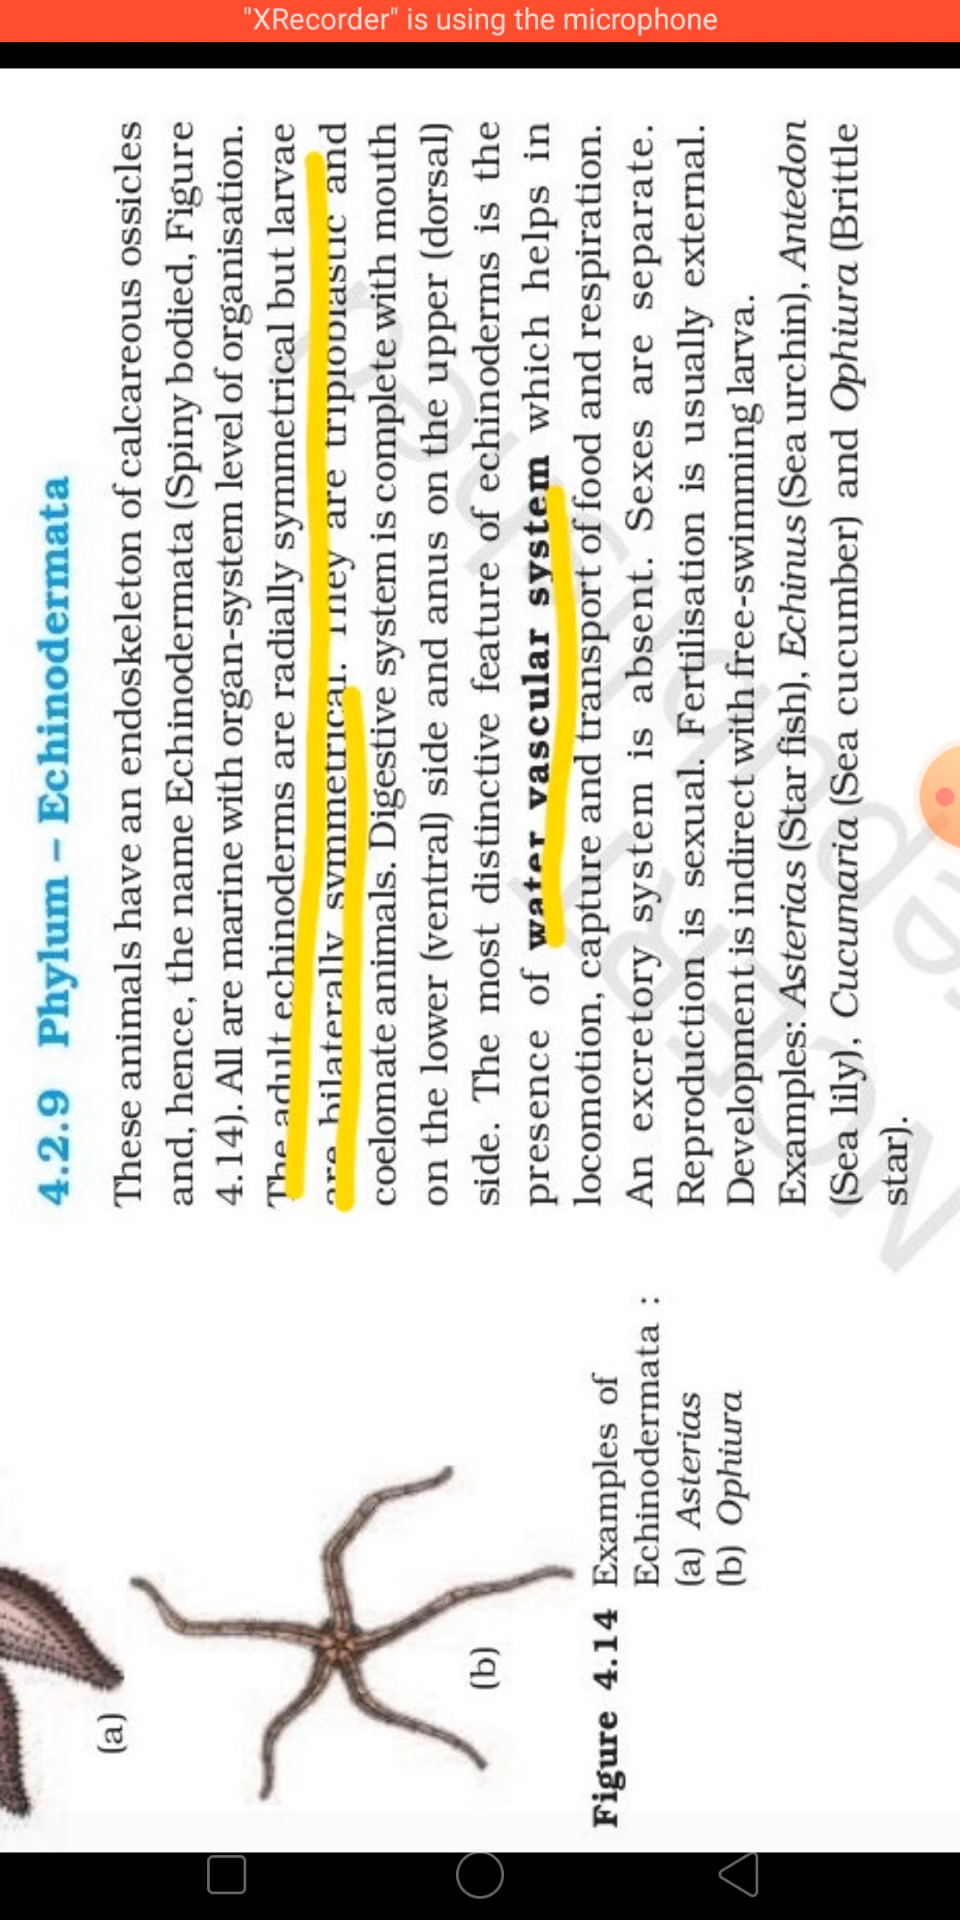 "XRecorder" is using the microphone
4.2.9 Phylum – Echinodermata
These animals have an endoskeleton of calcareous ossicles
and, hence, the name Echinodermata (Spiny bodied, Figure
4.14). All are marine with organ-system level of organisation.
The adult echinoderms are radially symmetrical but larvae
are bilaterally symmetrical. They are triploblastic and
coelomate animals. Digestive system is complete with mouth
on the lower (ventral) side and anus on the upper (dorsal)
side. The most distinctive feature of echinoderms is the
presence of water vascular system which helps in
locomotion, capture and transport of food and respiration.
An excretory system is absent. Sexes are separate.
Reproduction is sexual. Fertilisation is usually external.
Development is indirect with free-swimming larva.
Examples: Asterias (Star fish), Echinus (Sea urchin), Antedon
(Sea lily), Cucumaria (Sea cucumber) and Ophiura (Brittle
star).
(a)
(b)
Figure 4.14 Examples of
Echinodermata :
(a) Asterias
(b) Ophiura